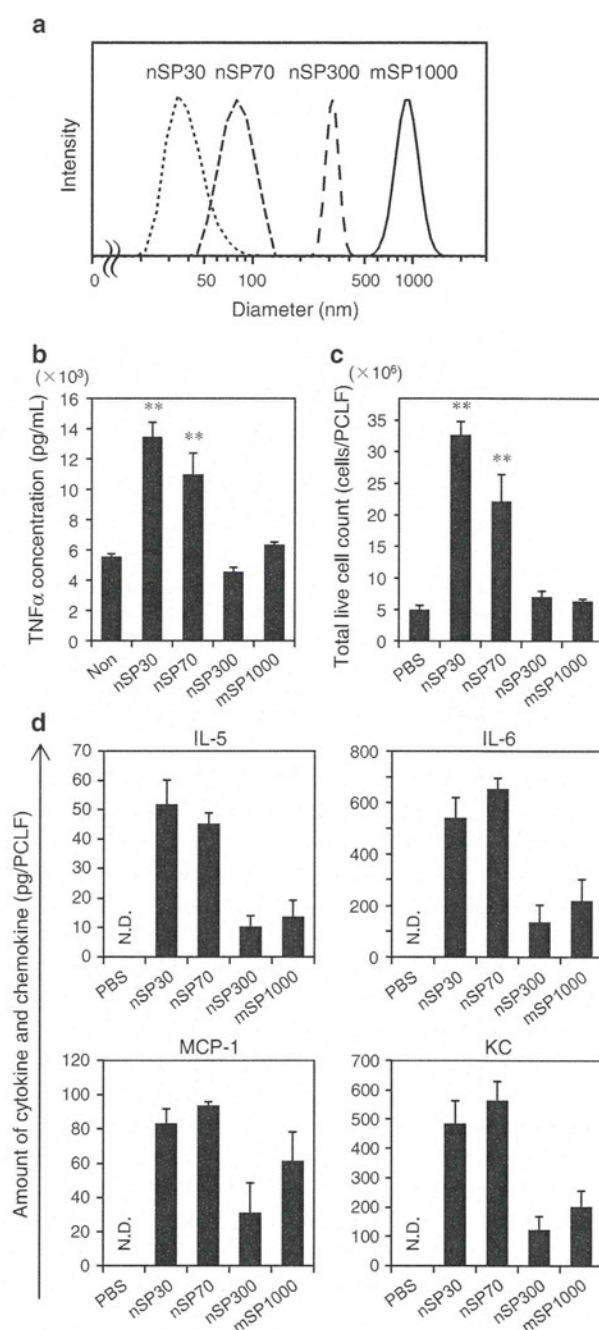 a
nSP30 nSP70 nSP300 mSP1000
Intensity
0 50 100 500 1000
Diameter (nm)
b
(×10³)
TNFα concentration (pg/mL)
16
14
12
10
8
6
4
2
0
**
**
Non nSP30 nSP70 nSP300 mSP1000
c
(×10⁶)
Total live cell count (cells/PCLF)
35
30
25
20
15
10
5
0
**
**
PBS nSP30 nSP70 nSP300 mSP1000
d
Amount of cytokine and chemokine (pg/PCLF)
IL-5
70
60
50
40
30
20
10
0
N.D.
PBS nSP30 nSP70 nSP300 mSP1000
IL-6
800
600
400
200
0
N.D.
PBS nSP30 nSP70 nSP300 mSP1000
MCP-1
120
100
80
60
40
20
0
N.D.
PBS nSP30 nSP70 nSP300 mSP1000
KC
700
600
500
400
300
200
100
0
N.D.
PBS nSP30 nSP70 nSP300 mSP1000